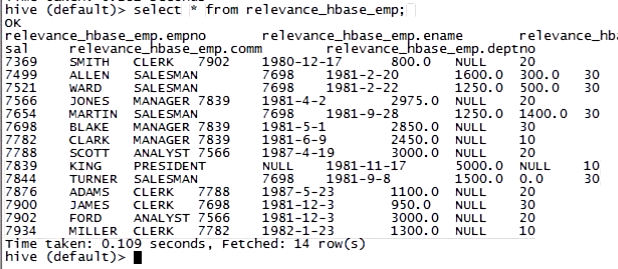 hive (default)> select * from relevance_hbase_emp;
OK
relevance_hbase_emp.empno relevance_hbase_emp.ename relevance_hba
sal relevance_hbase_emp.comm relevance_hbase_emp.deptno
7369 SMITH CLERK 7902 1980-12-17 800.0 NULL 20
7499 ALLEN SALESMAN 7698 1981-2-20 1600.0 300.0 30
7521 WARD SALESMAN 7698 1981-2-22 1250.0 500.0 30
7566 JONES MANAGER 7839 1981-4-2 2975.0 NULL 20
7654 MARTIN SALESMAN 7698 1981-9-28 1250.0 1400.0 30
7698 BLAKE MANAGER 7839 1981-5-1 2850.0 NULL 30
7782 CLARK MANAGER 7839 1981-6-9 2450.0 NULL 10
7788 SCOTT ANALYST 7566 1987-4-19 3000.0 NULL 20
7839 KING PRESIDENT NULL 1981-11-17 5000.0 NULL 10
7844 TURNER SALESMAN 7698 1981-9-8 1500.0 0.0 30
7876 ADAMS CLERK 7788 1987-5-23 1100.0 NULL 20
7900 JAMES CLERK 7698 1981-12-3 950.0 NULL 30
7902 FORD ANALYST 7566 1981-12-3 3000.0 NULL 20
7934 MILLER CLERK 7782 1982-1-23 1300.0 NULL 10
Time taken: 0.109 seconds, Fetched: 14 row(s)
hive (default)>